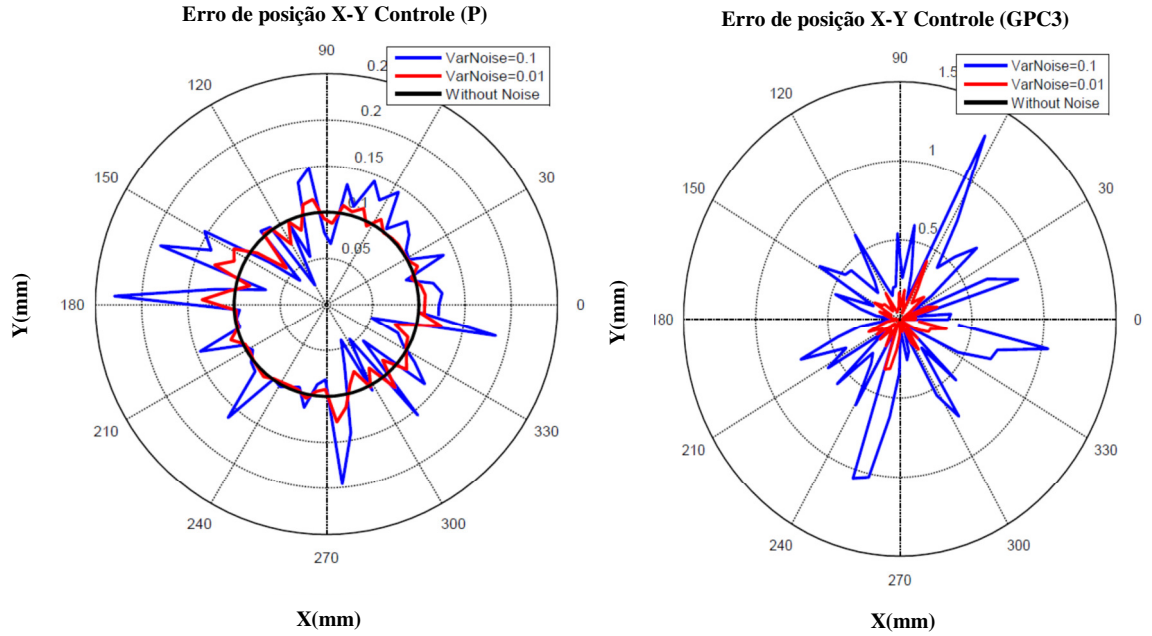 Erro de posição X-Y Controle (P)
90
VarNoise=0.1
VarNoise=0.01
Without Noise
120
0.2
0.2
0.15
0.1
0.05
150
30
180
0
210
330
240
300
270
Y(mm)
X(mm)
Erro de posição X-Y Controle (GPC3)
90
VarNoise=0.1
VarNoise=0.01
Without Noise
120
1.5
1
0.5
150
30
180
0
210
330
240
300
270
Y(mm)
X(mm)